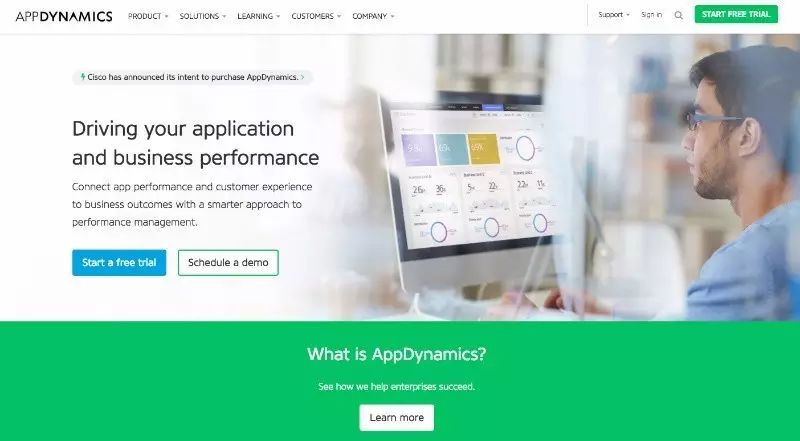 APPDYNAMICS
PRODUCT
SOLUTIONS
LEARNING
CUSTOMERS
COMPANY
Support
Sign in
START FREE TRIAL
Cisco has announced its intent to purchase AppDynamics.
Driving your application
and business performance
Connect app performance and customer experience
to business outcomes with a smarter approach to
performance management.
Start a free trial
Schedule a demo
What is AppDynamics?
See how we help enterprises succeed.
Learn more